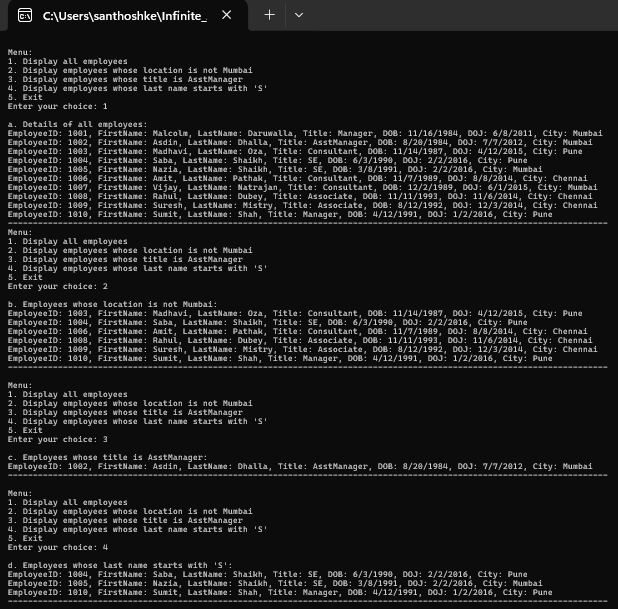 C:\Users\santhoshke\Infinite_
Menu:
1. Display all employees
2. Display employees whose location is not Mumbai
3. Display employees whose title is AsstManager
4. Display employees whose last name starts with 'S'
5. Exit
Enter your choice: 1
a. Details of all employees:
EmployeeID: 1001, FirstName: Malcolm, LastName: Daruwalla, Title: Manager, DOB: 11/16/1984, DOJ: 6/8/2011, City: Mumbai
EmployeeID: 1002, FirstName: Asdin, LastName: Dhalla, Title: AsstManager, DOB: 8/20/1984, DOJ: 7/7/2012, City: Mumbai
EmployeeID: 1003, FirstName: Madhavi, LastName: Oza, Title: Consultant, DOB: 11/14/1987, DOJ: 4/12/2015, City: Pune
EmployeeID: 1004, FirstName: Saba, LastName: Shaikh, Title: SE, DOB: 6/3/1990, DOJ: 2/2/2016, City: Pune
EmployeeID: 1005, FirstName: Nazia, LastName: Shaikh, Title: SE, DOB: 3/8/1991, DOJ: 2/2/2016, City: Mumbai
EmployeeID: 1006, FirstName: Amit, LastName: Pathak, Title: Consultant, DOB: 11/7/1989, DOJ: 8/8/2014, City: Chennai
EmployeeID: 1007, FirstName: Vijay, LastName: Natrajan, Title: Consultant, DOB: 12/2/1989, DOJ: 6/1/2015, City: Mumbai
EmployeeID: 1008, FirstName: Rahul, LastName: Dubey, Title: Associate, DOB: 11/11/1993, DOJ: 11/6/2014, City: Chennai
EmployeeID: 1009, FirstName: Suresh, LastName: Mistry, Title: Associate, DOB: 8/12/1992, DOJ: 12/3/2014, City: Chennai
EmployeeID: 1010, FirstName: Sumit, LastName: Shah, Title: Manager, DOB: 4/12/1991, DOJ: 1/2/2016, City: Pune
Menu:
1. Display all employees
2. Display employees whose location is not Mumbai
3. Display employees whose title is AsstManager
4. Display employees whose last name starts with 'S'
5. Exit
Enter your choice: 2
b. Employees whose location is not Mumbai:
EmployeeID: 1003, FirstName: Madhavi, LastName: Oza, Title: Consultant, DOB: 11/14/1987, DOJ: 4/12/2015, City: Pune
EmployeeID: 1004, FirstName: Saba, LastName: Shaikh, Title: SE, DOB: 6/3/1990, DOJ: 2/2/2016, City: Pune
EmployeeID: 1006, FirstName: Amit, LastName: Pathak, Title: Consultant, DOB: 11/7/1989, DOJ: 8/8/2014, City: Chennai
EmployeeID: 1008, FirstName: Rahul, LastName: Dubey, Title: Associate, DOB: 11/11/1993, DOJ: 11/6/2014, City: Chennai
EmployeeID: 1009, FirstName: Suresh, LastName: Mistry, Title: Associate, DOB: 8/12/1992, DOJ: 12/3/2014, City: Chennai
EmployeeID: 1010, FirstName: Sumit, LastName: Shah, Title: Manager, DOB: 4/12/1991, DOJ: 1/2/2016, City: Pune
Menu:
1. Display all employees
2. Display employees whose location is not Mumbai
3. Display employees whose title is AsstManager
4. Display employees whose last name starts with 'S'
5. Exit
Enter your choice: 3
c. Employees whose title is AsstManager:
EmployeeID: 1002, FirstName: Asdin, LastName: Dhalla, Title: AsstManager, DOB: 8/20/1984, DOJ: 7/7/2012, City: Mumbai
Menu:
1. Display all employees
2. Display employees whose location is not Mumbai
3. Display employees whose title is AsstManager
4. Display employees whose last name starts with 'S'
5. Exit
Enter your choice: 4
d. Employees whose last name starts with 'S':
EmployeeID: 1004, FirstName: Saba, LastName: Shaikh, Title: SE, DOB: 6/3/1990, DOJ: 2/2/2016, City: Pune
EmployeeID: 1005, FirstName: Nazia, LastName: Shaikh, Title: SE, DOB: 3/8/1991, DOJ: 2/2/2016, City: Mumbai
EmployeeID: 1010, FirstName: Sumit, LastName: Shah, Title: Manager, DOB: 4/12/1991, DOJ: 1/2/2016, City: Pune